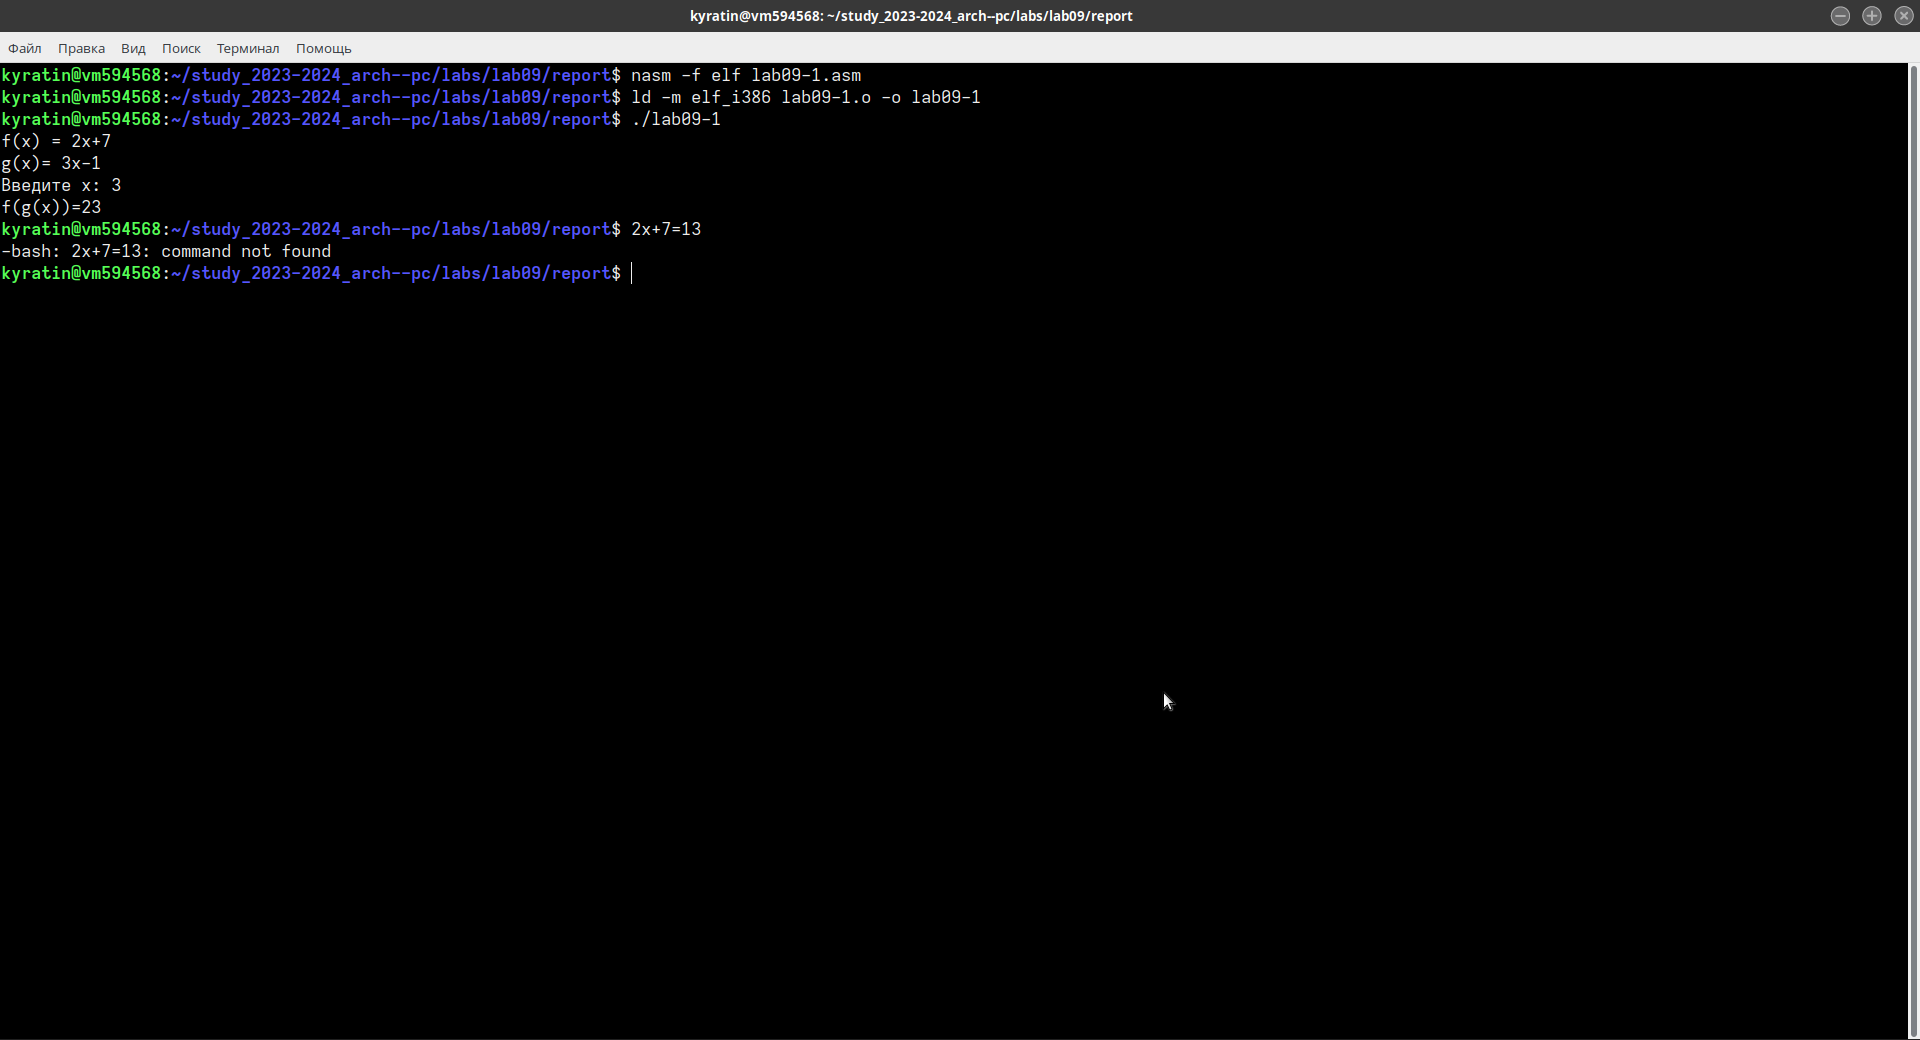 kyratin@vm594568: ~/study_2023-2024_arch--pc/labs/lab09/report
Файл Правка Вид Поиск Терминал Помощь
kyratin@vm594568:~/study_2023-2024_arch--pc/labs/lab09/report$ nasm -f elf lab09-1.asm
kyratin@vm594568:~/study_2023-2024_arch--pc/labs/lab09/report$ ld -m elf_i386 lab09-1.o -o lab09-1
kyratin@vm594568:~/study_2023-2024_arch--pc/labs/lab09/report$ ./lab09-1
f(x) = 2x+7
g(x)= 3x-1
Введите x: 3
f(g(x))=23
kyratin@vm594568:~/study_2023-2024_arch--pc/labs/lab09/report$ 2x+7=13
-bash: 2x+7=13: command not found
kyratin@vm594568:~/study_2023-2024_arch--pc/labs/lab09/report$